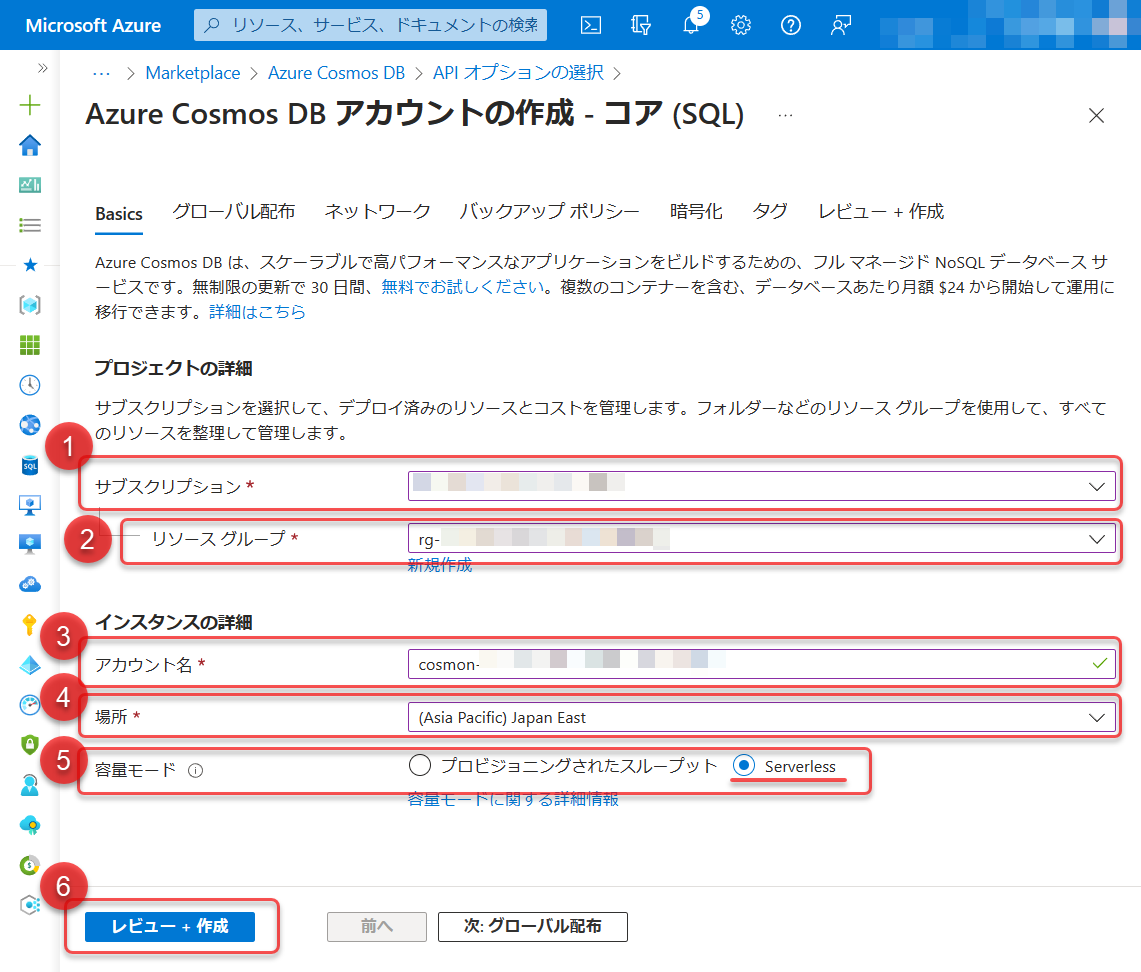 Microsoft Azure
リソース、サービス、ドキュメントの検索
5
… > Marketplace > Azure Cosmos DB > API オプションの選択 >
Azure Cosmos DB アカウントの作成 - コア (SQL) …
Basics グローバル配布 ネットワーク バックアップ ポリシー 暗号化 タグ レビュー + 作成
Azure Cosmos DB は、スケーラブルで高パフォーマンスなアプリケーションをビルドするための、フル マネージド NoSQL データベース サ
ービスです。無制限の更新で 30 日間、無料でお試しください。複数のコンテナーを含む、データベースあたり月額 $24 から開始して運用に
移行できます。詳細はこちら
プロジェクトの詳細
サブスクリプションを選択して、デプロイ済みのリソースとコストを管理します。フォルダーなどのリソース グループを使用して、すべて
のリソースを整理して管理します。
1
サブスクリプション *
2
リソース グループ * rg-
新規作成
インスタンスの詳細
3
アカウント名 * cosmon-
4
場所 * (Asia Pacific) Japan East
5
容量モード プロビジョニングされたスループット Serverless
容量モードに関する詳細情報
6
レビュー + 作成 前へ 次: グローバル配布
SQL